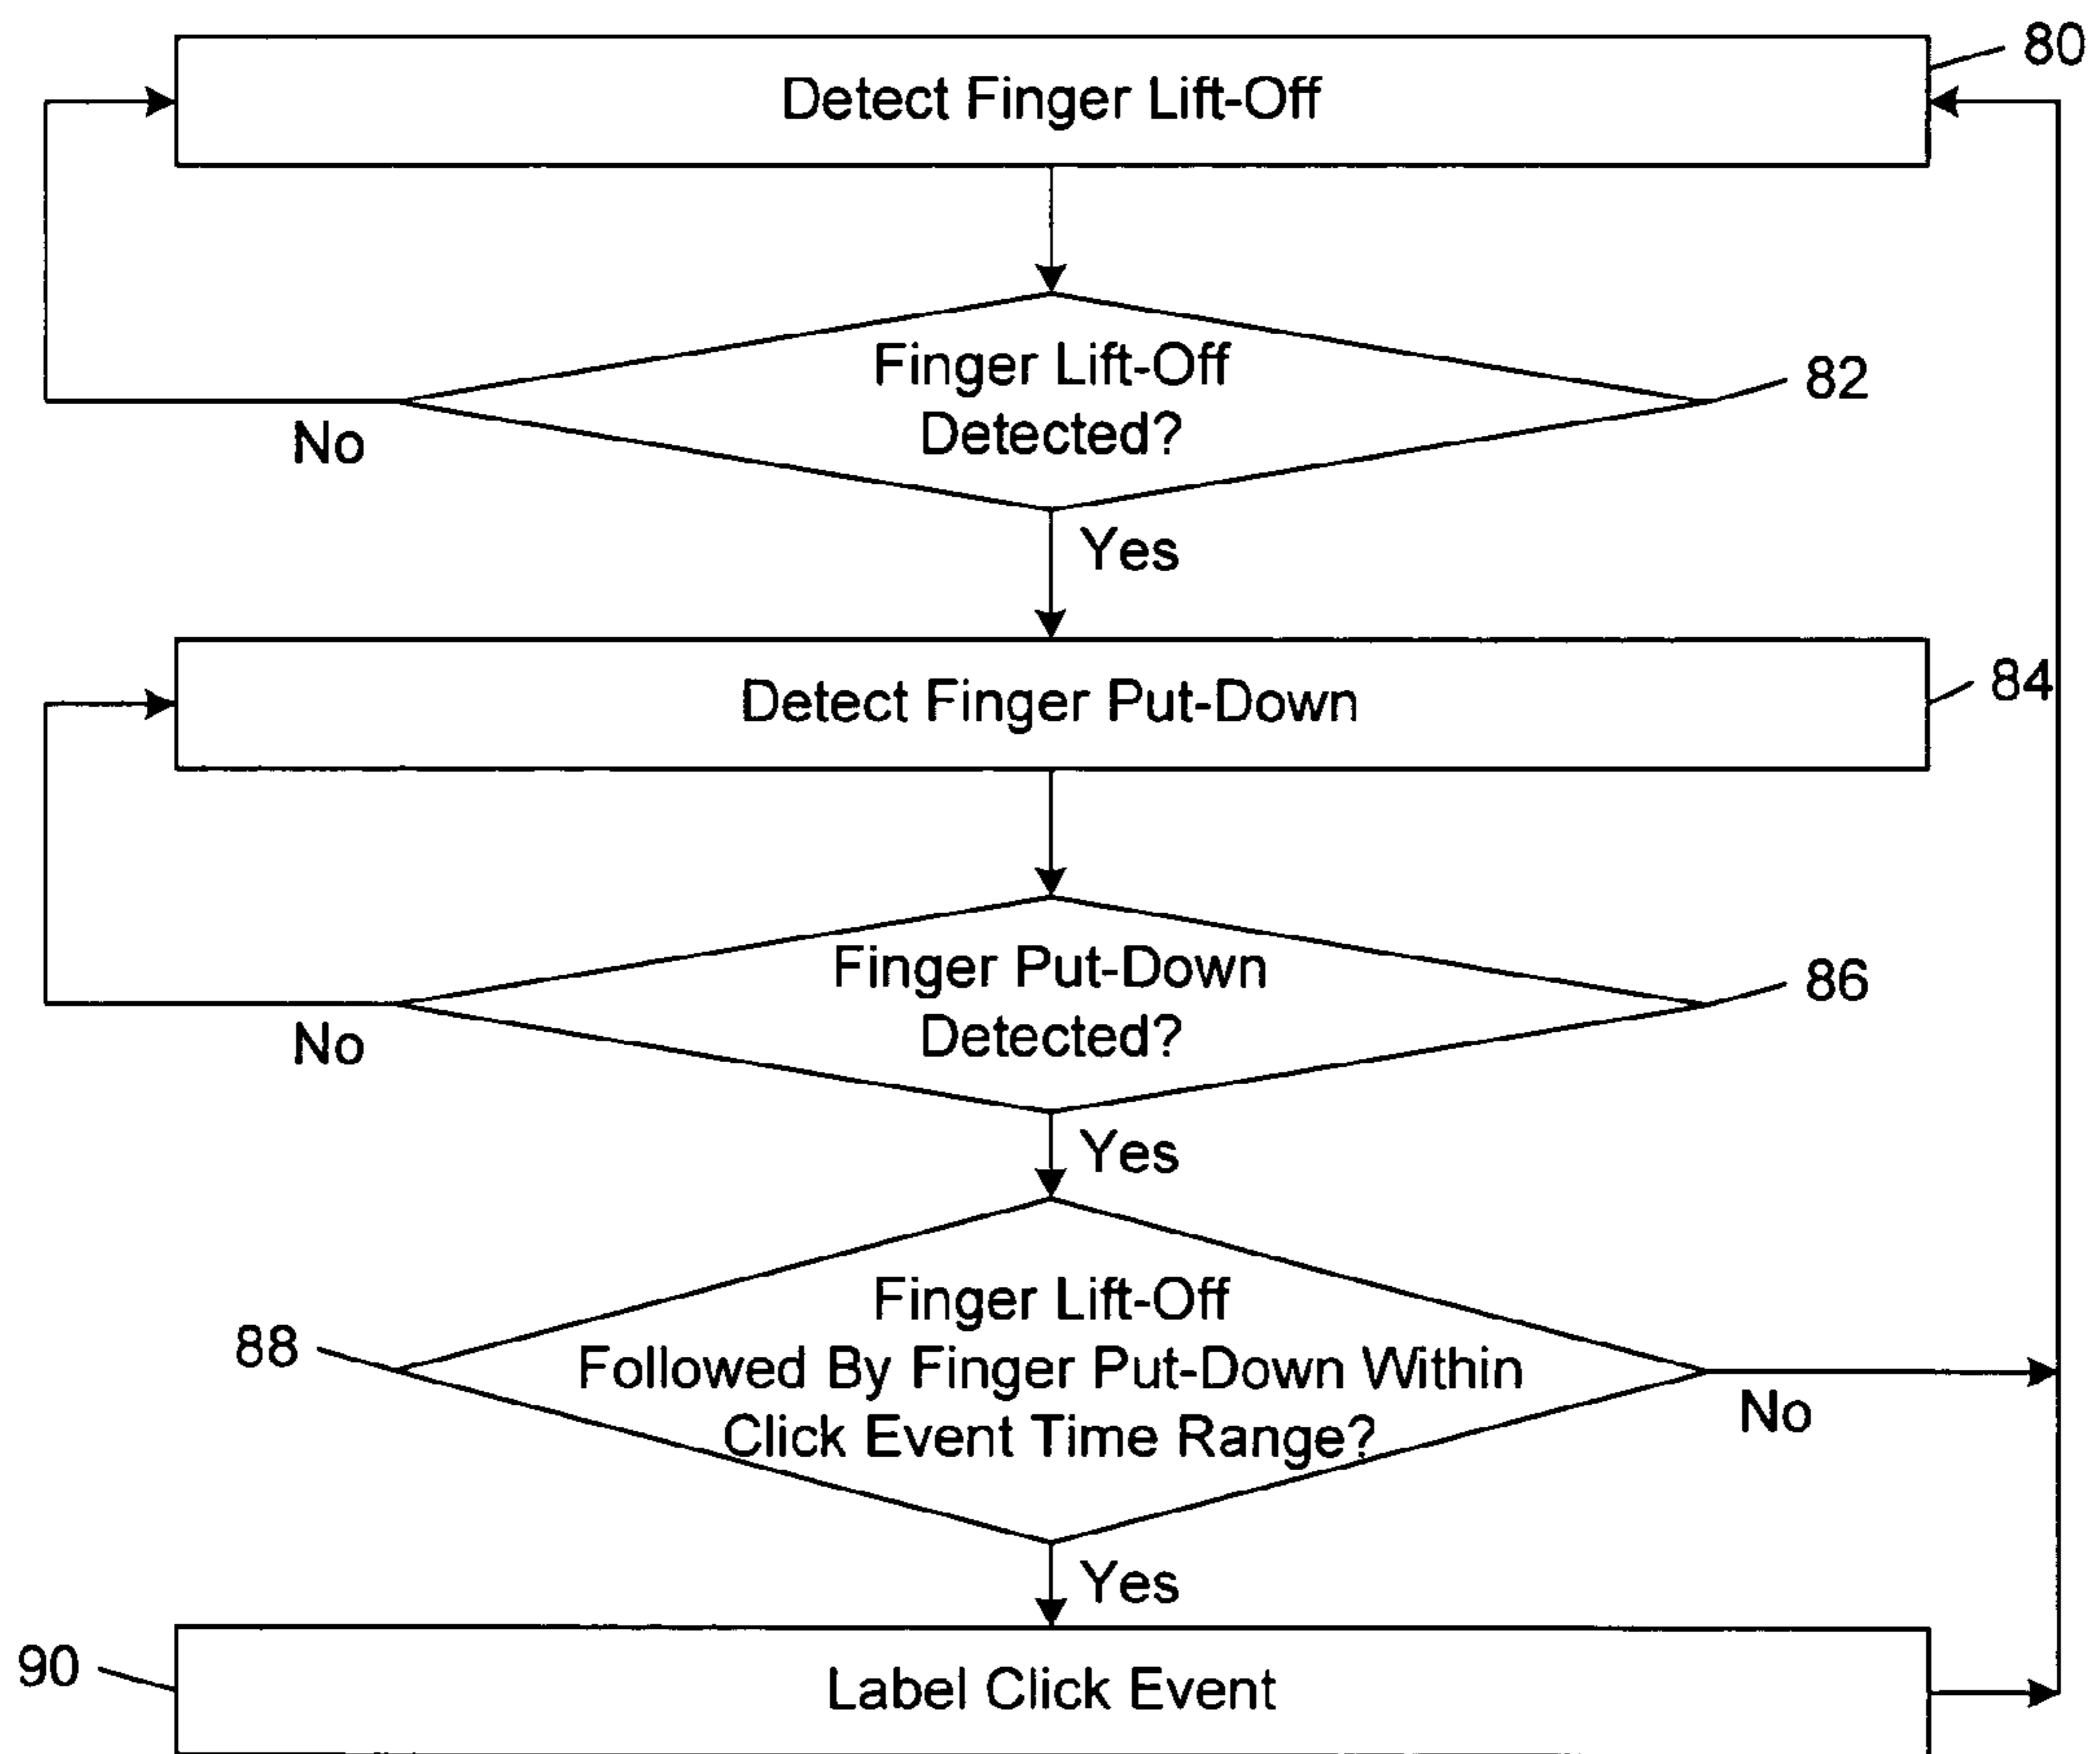 80
Detect Finger Lift-Off
Finger Lift-Off
Detected?
82
No
Yes
Detect Finger Put-Down
84
Finger Put-Down
Detected?
86
No
Yes
Finger Lift-Off
88
Followed By Finger Put-Down Within
Click Event Time Range?
No
Yes
90
Label Click Event